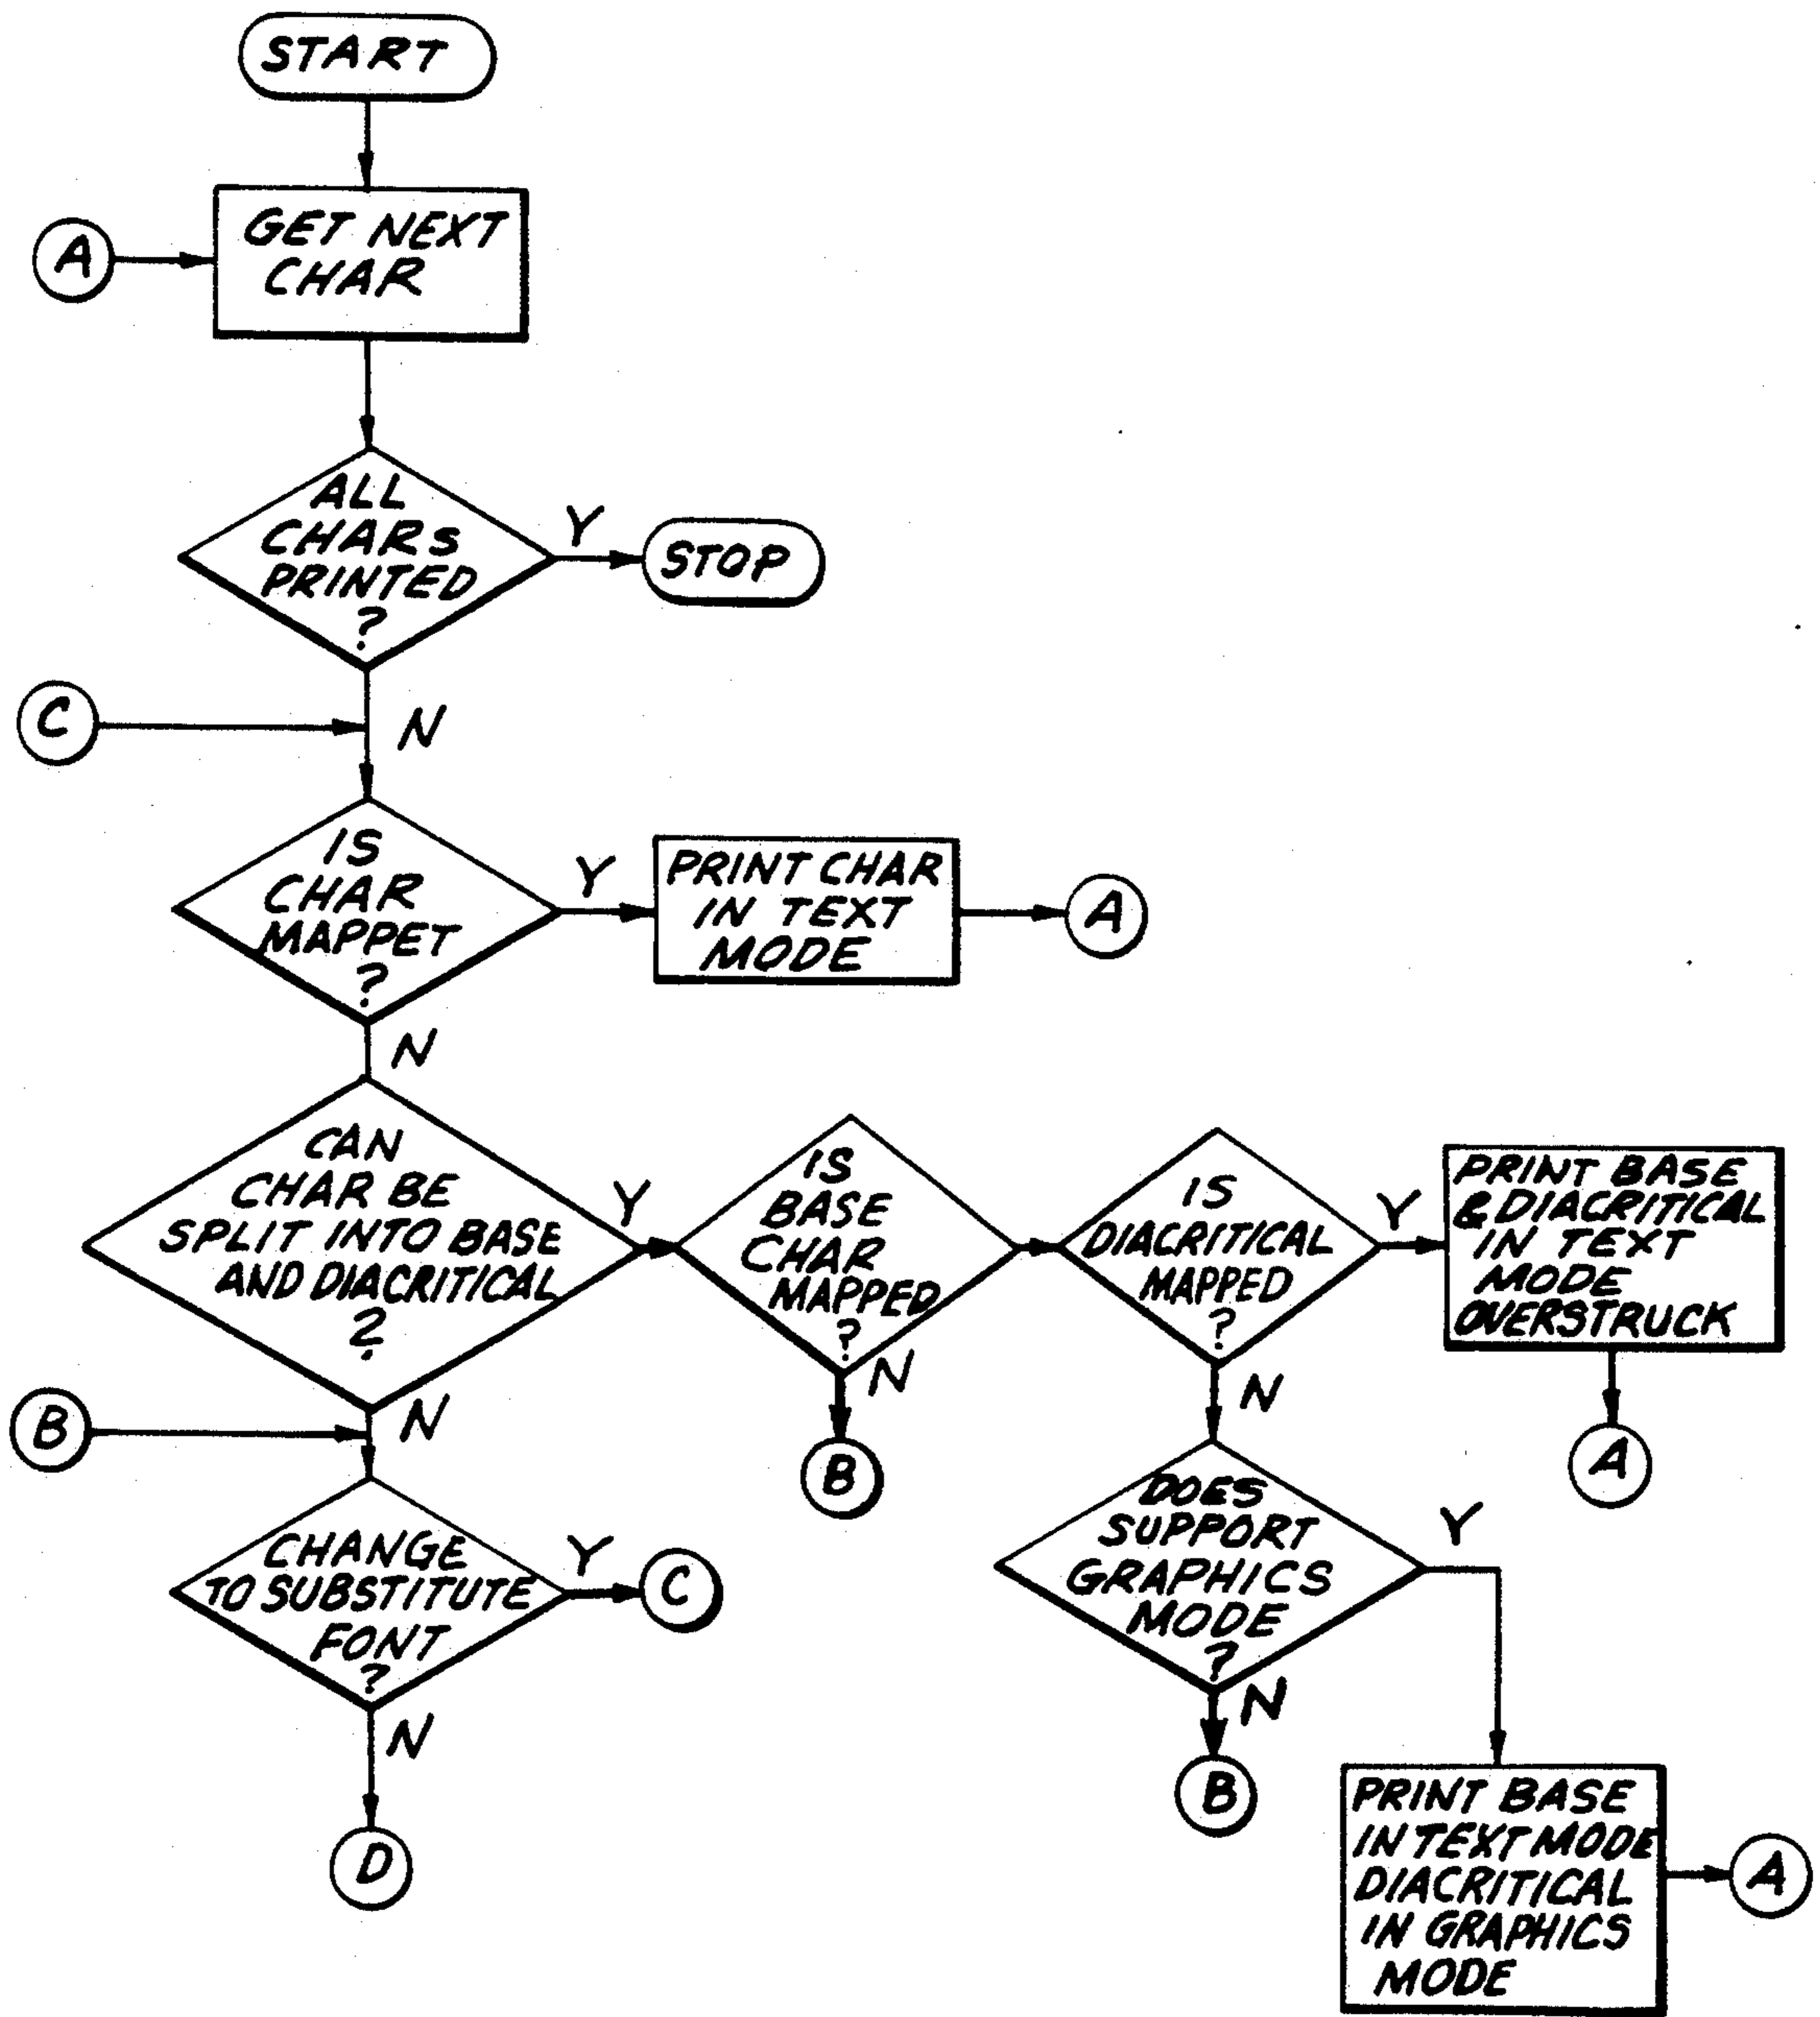 START
A
GET NEXT
CHAR
ALL
CHARS
PRINTED
?
Y
STOP
C
N
IS
CHAR
MAPPET
?
Y
PRINT CHAR
IN TEXT
MODE
A
N
CAN
CHAR BE
SPLIT INTO BASE
AND DIACRITICAL
?
Y
IS
BASE
CHAR
MAPPED
?
IS
DIACRITICAL
MAPPED
?
Y
PRINT BASE
& DIACRITICAL
IN TEXT
MODE
OVERSTRUCK
A
N
B
N
B
N
DOES
SUPPORT
GRAPHICS
MODE
?
Y
CHANGE
TO SUBSTITUTE
FONT
?
Y
C
N
B
N
D
PRINT BASE
IN TEXT MODE
DIACRITICAL
IN GRAPHICS
MODE
A